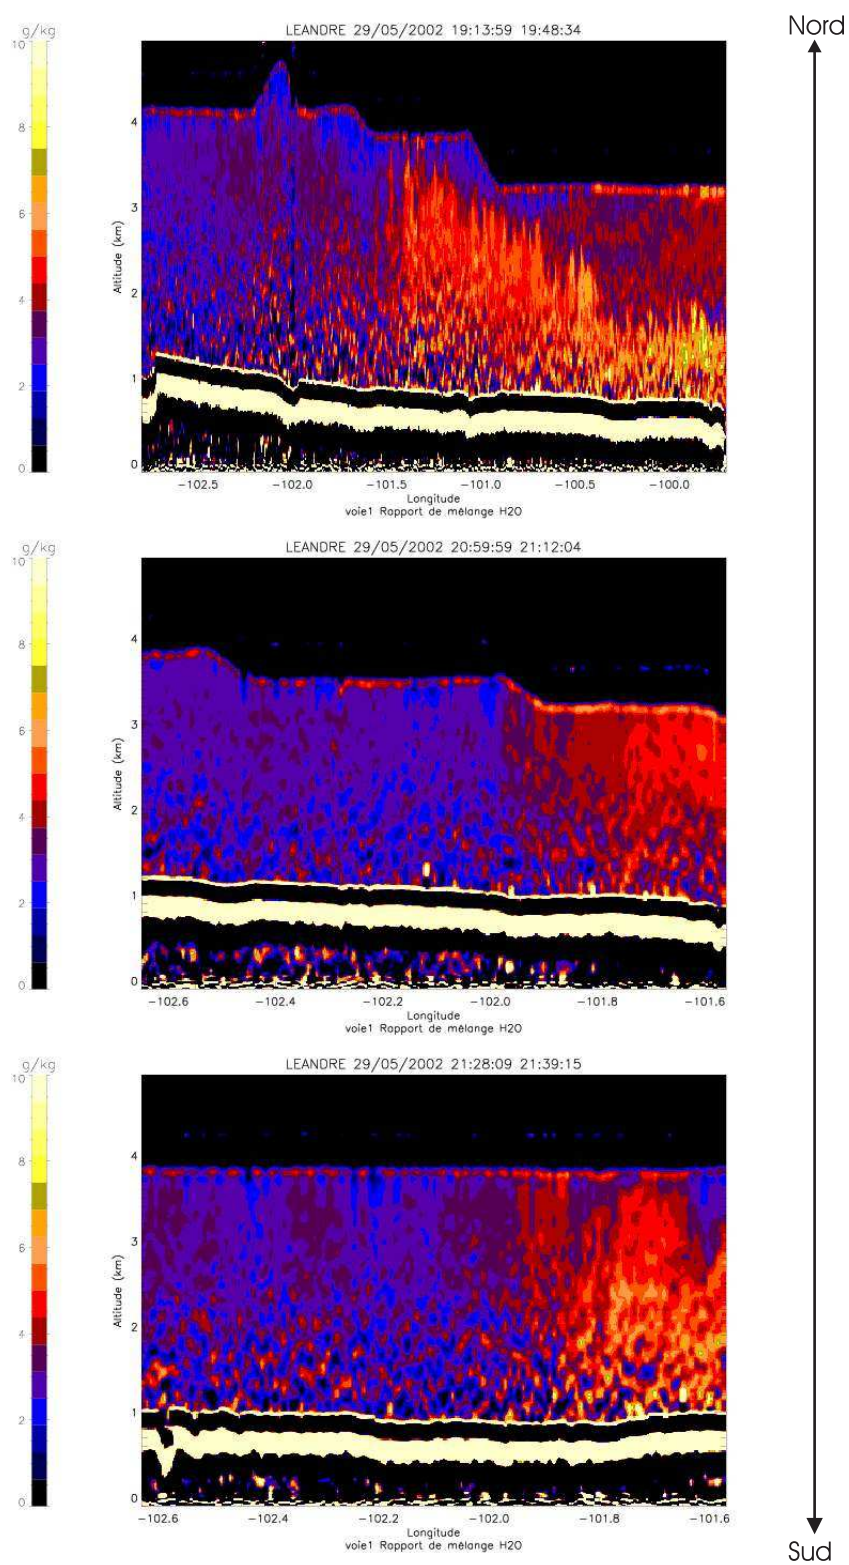 Nord
LEANDRE 29/05/2002 19:13:59 19:48:34
g/kg
10
8
6
4
2
0
Altitude (km)
4
3
2
1
0
-102.5 -102.0 -101.5 -101.0 -100.5 -100.0
Longitude
voie1 Rapport de mélange H2O
LEANDRE 29/05/2002 20:59:59 21:12:04
g/kg
10
8
6
4
2
0
Altitude (km)
4
3
2
1
0
-102.6 -102.4 -102.2 -102.0 -101.8 -101.6
Longitude
voie1 Rapport de mélange H2O
LEANDRE 29/05/2002 21:28:09 21:39:15
g/kg
10
8
6
4
2
0
Altitude (km)
4
3
2
1
0
-102.6 -102.4 -102.2 -102.0 -101.8 -101.6
Longitude
voie1 Rapport de mélange H2O
Sud